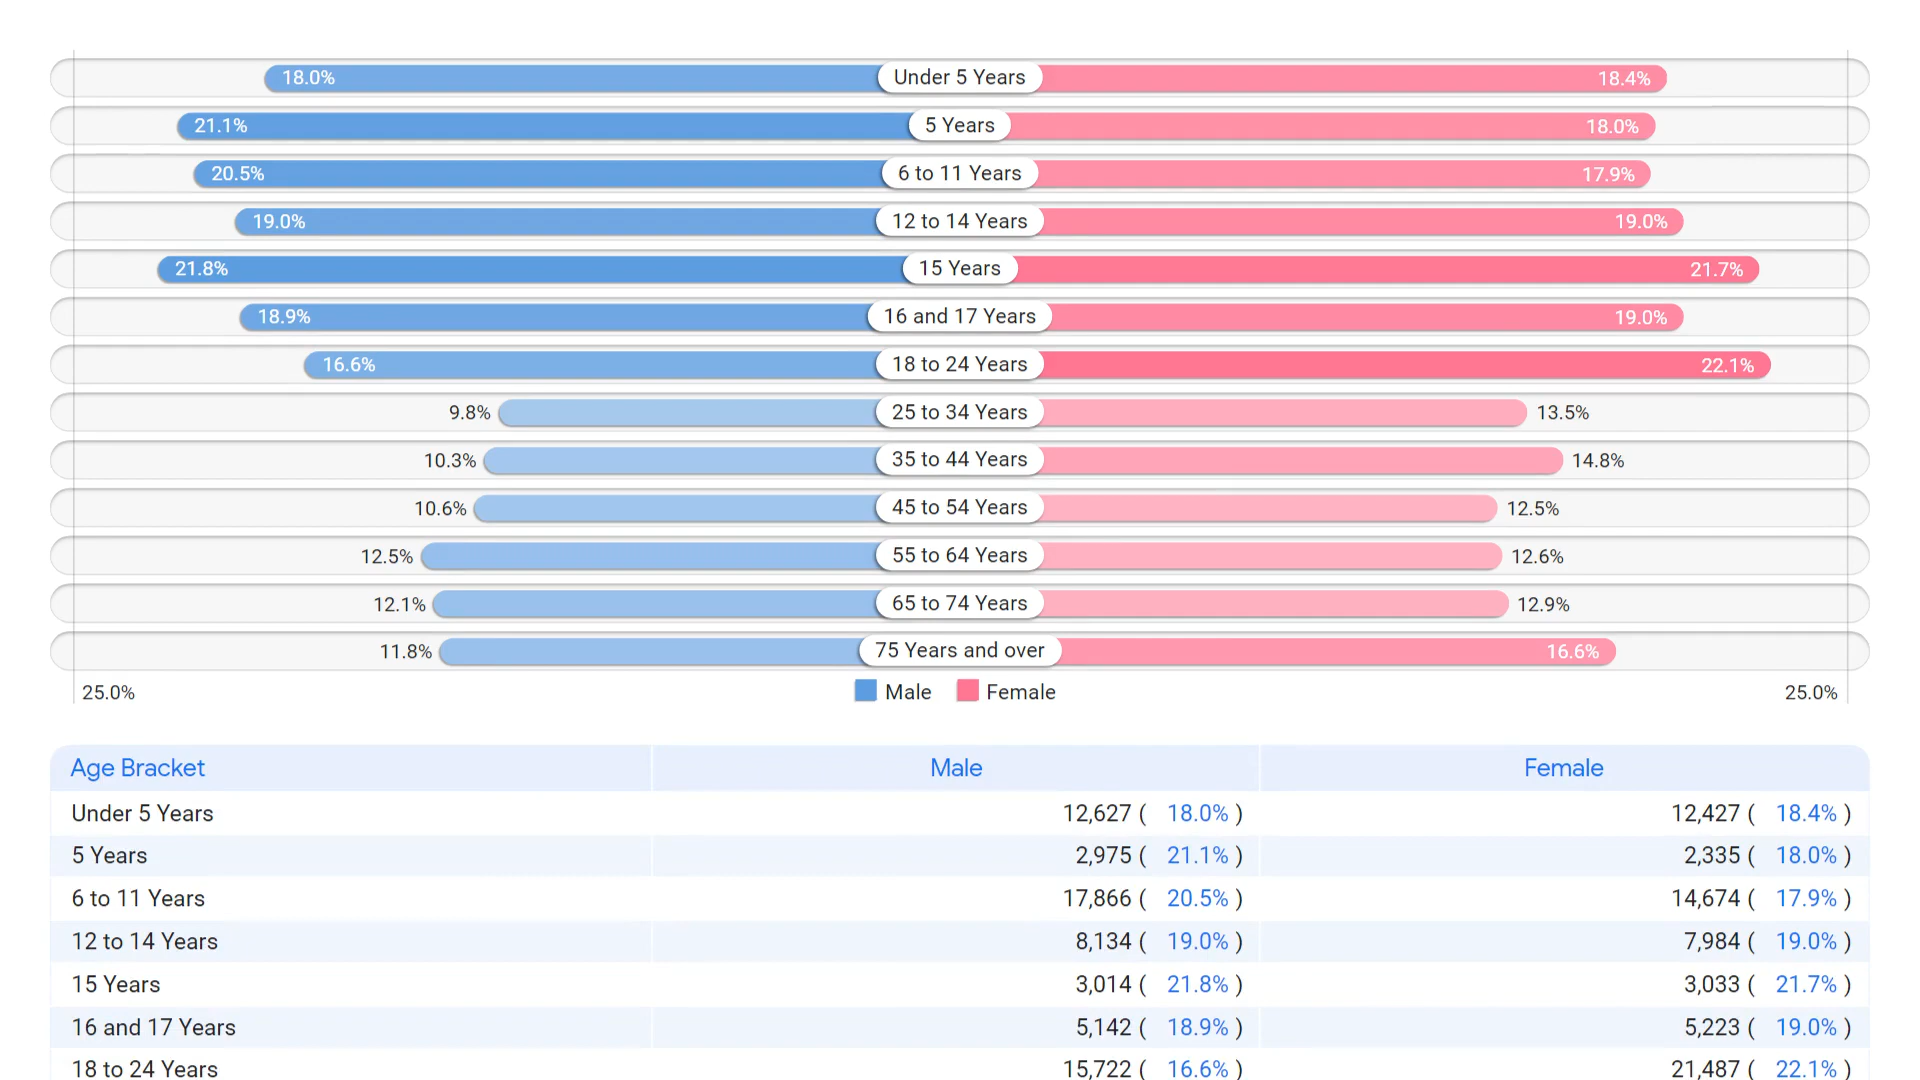 18.0% Under 5 Years 18.4%
21.1% 5 Years 18.0%
20.5% 6 to 11 Years 17.9%
19.0% 12 to 14 Years 19.0%
21.8% 15 Years 21.7%
18.9% 16 and 17 Years 19.0%
16.6% 18 to 24 Years 22.1%
9.8% 25 to 34 Years 13.5%
10.3% 35 to 44 Years 14.8%
10.6% 45 to 54 Years 12.5%
12.5% 55 to 64 Years 12.6%
12.1% 65 to 74 Years 12.9%
11.8% 75 Years and over 16.6%
25.0% Male Female 25.0%
Age Bracket Male Female
Under 5 Years 12,627 ( 18.0% ) 12,427 ( 18.4% )
5 Years 2,975 ( 21.1% ) 2,335 ( 18.0% )
6 to 11 Years 17,866 ( 20.5% ) 14,674 ( 17.9% )
12 to 14 Years 8,134 ( 19.0% ) 7,984 ( 19.0% )
15 Years 3,014 ( 21.8% ) 3,033 ( 21.7% )
16 and 17 Years 5,142 ( 18.9% ) 5,223 ( 19.0% )
18 to 24 Years 15,722 ( 16.6% ) 21,487 ( 22.1% )